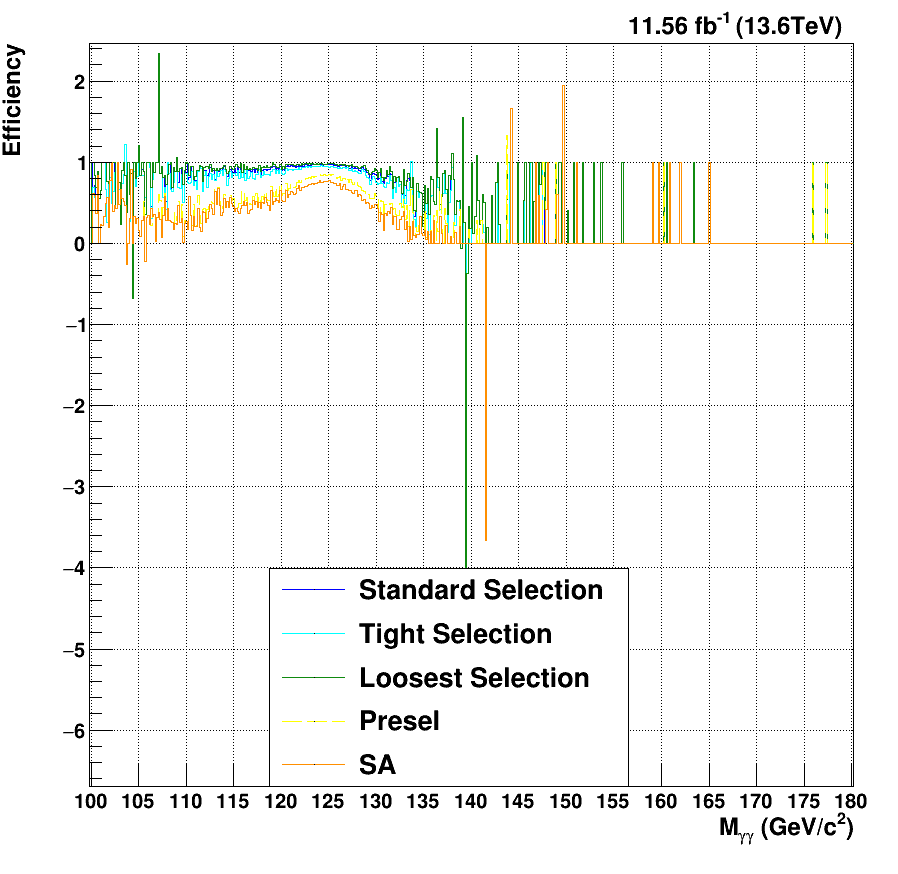 11.56 fb⁻¹ (13.6TeV)
Efficiency
2
1
0
−1
−2
−3
−4
−5
−6
Standard Selection
Tight Selection
Loosest Selection
Presel
SA
100 105 110 115 120 125 130 135 140 145 150 155 160 165 170 175 180
Mγγ (GeV/c²)